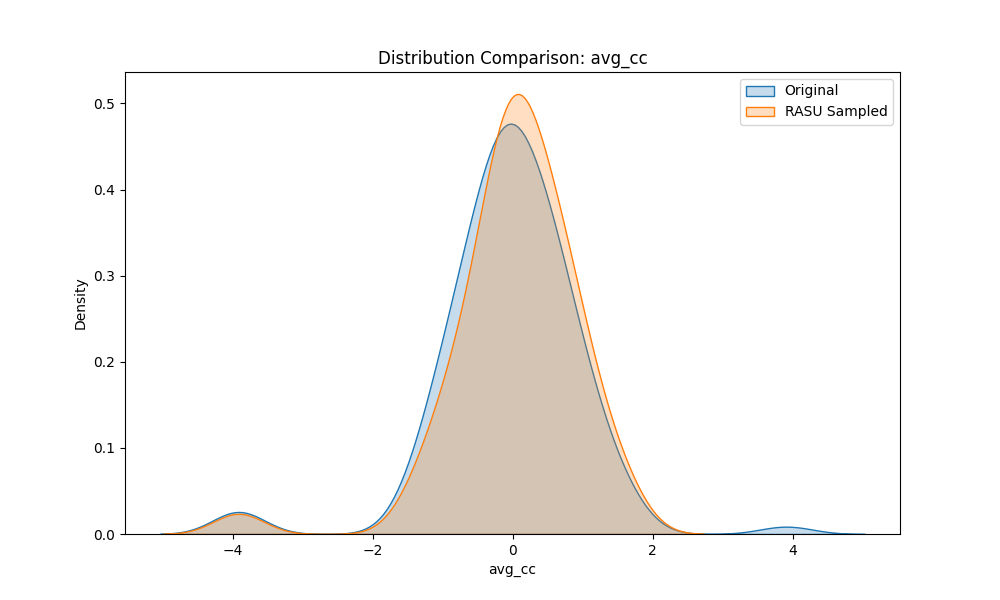 Distribution Comparison: avg_cc
Original
RASU Sampled
0.5
0.4
0.3
0.2
0.1
0.0
Density
−4
−2
0
2
4
avg_cc